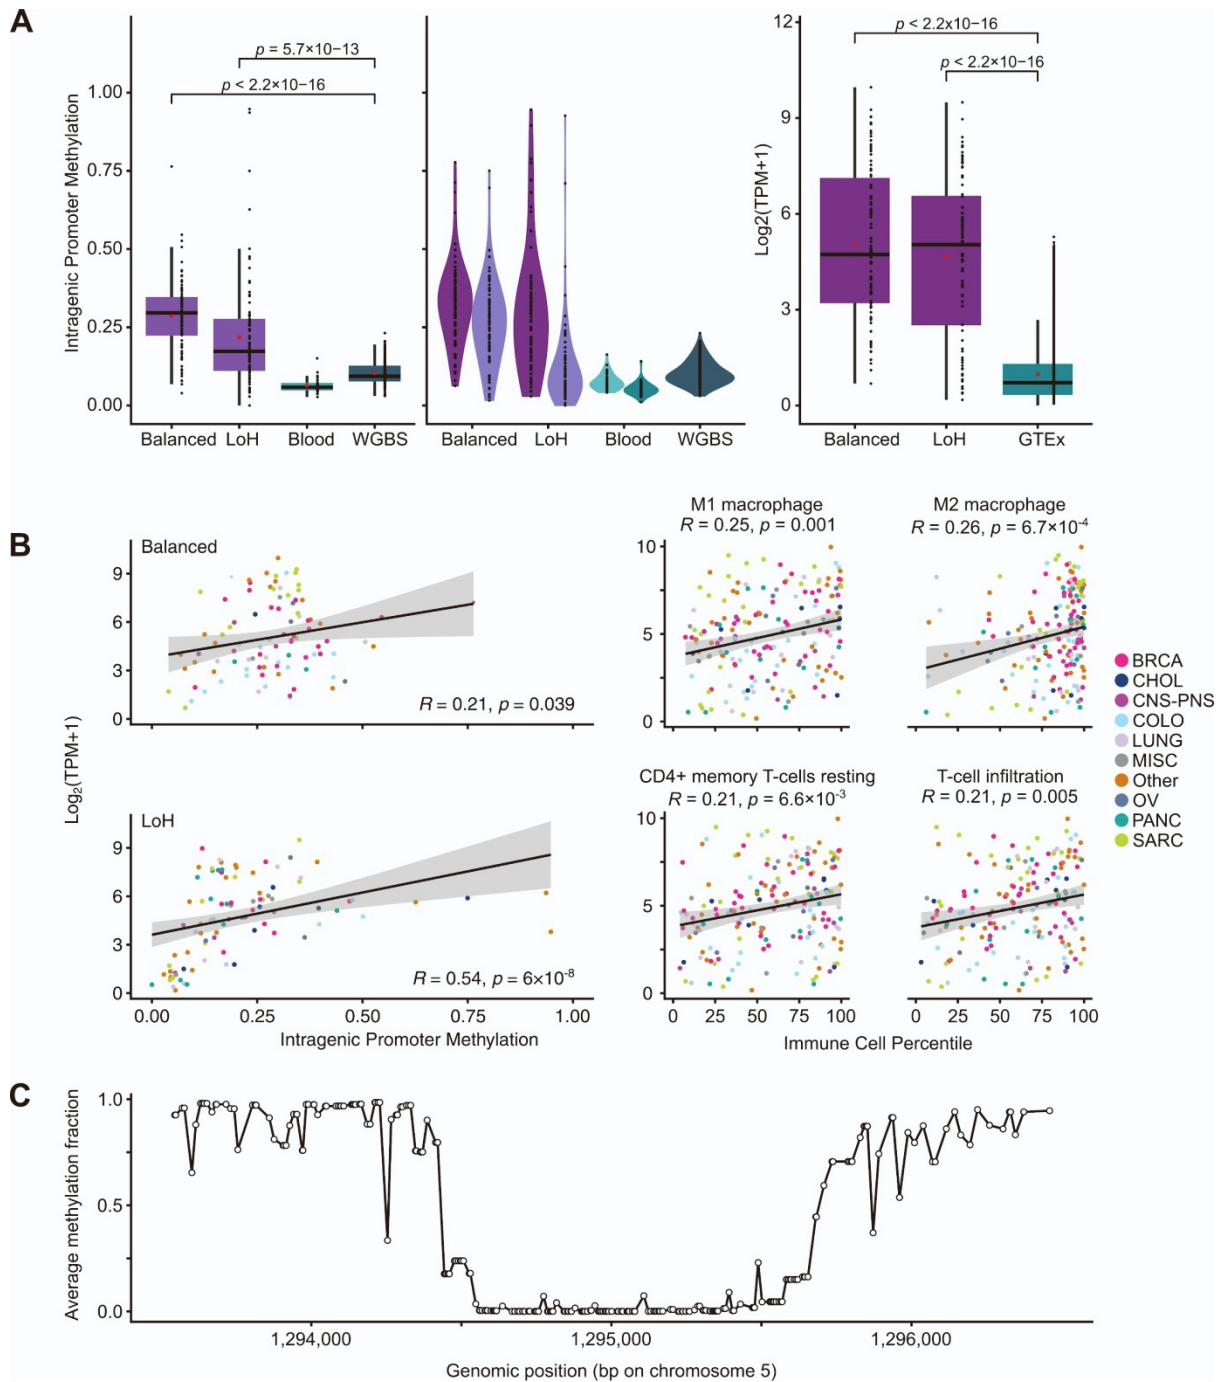 A
Intragenic Promoter Methylation
1.00
0.75
0.50
0.25
0.00
p = 5.7×10−13
p < 2.2×10−16
Balanced LoH Blood WGBS
Balanced LoH Blood WGBS
Log2(TPM+1)
12
9
6
3
0
p < 2.2x10−16
p < 2.2×10−16
Balanced LoH GTEx
B
Log2(TPM+1)
Balanced
9
6
3
0
R = 0.21, p = 0.039
LoH
9
6
3
0
R = 0.54, p = 6×10-8
0.00 0.25 0.50 0.75 1.00
Intragenic Promoter Methylation
M1 macrophage
R = 0.25, p = 0.001
M2 macrophage
R = 0.26, p = 6.7×10-4
10
5
0
CD4+ memory T-cells resting
R = 0.21, p = 6.6×10-3
T-cell infiltration
R = 0.21, p = 0.005
10
5
0
0 25 50 75 100
0 25 50 75 100
Immune Cell Percentile
BRCA
CHOL
CNS-PNS
COLO
LUNG
MISC
Other
OV
PANC
SARC
C
Average methylation fraction
1.0
0.5
0.0
1,294,000 1,295,000 1,296,000
Genomic position (bp on chromosome 5)